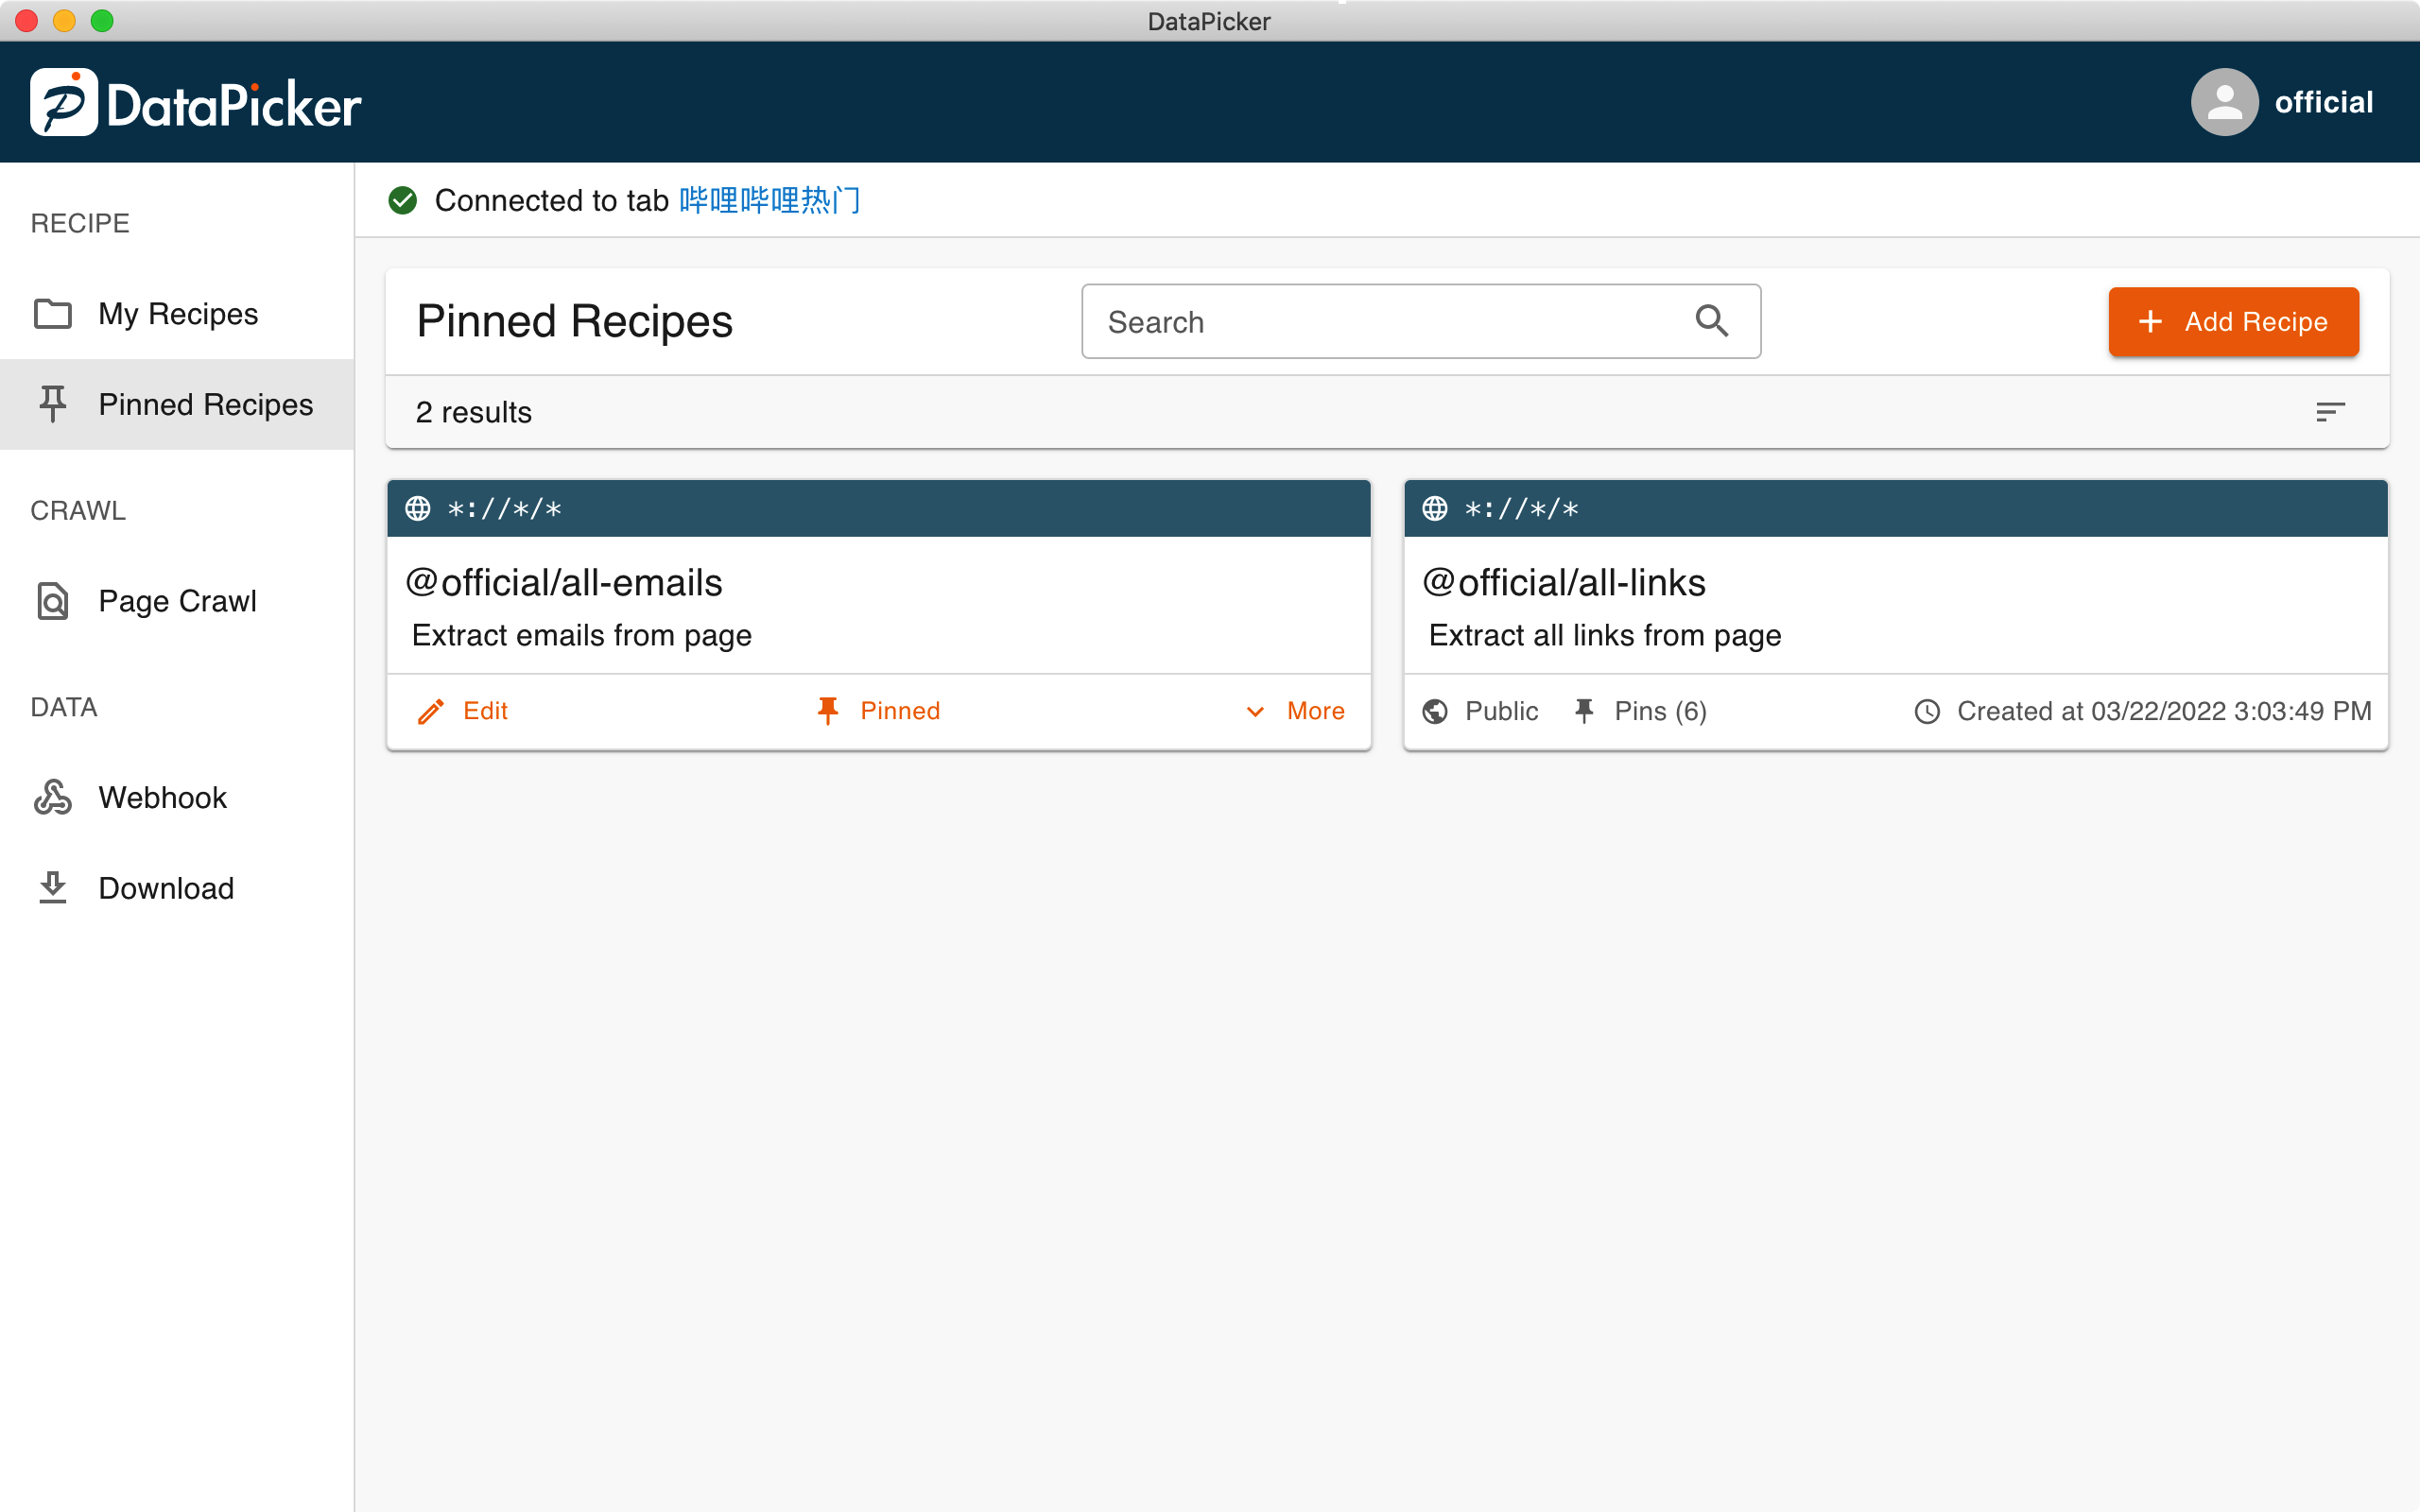 DataPicker
DataPicker
official
RECIPE
My Recipes
Pinned Recipes
CRAWL
Page Crawl
DATA
Webhook
Download
Connected to tab 哔哩哔哩热门
Pinned Recipes
Search
Add Recipe
2 results
*://*/*
@official/all-emails
Extract emails from page
Edit
Pinned
More
*://*/*
@official/all-links
Extract all links from page
Public
Pins (6)
Created at 03/22/2022 3:03:49 PM